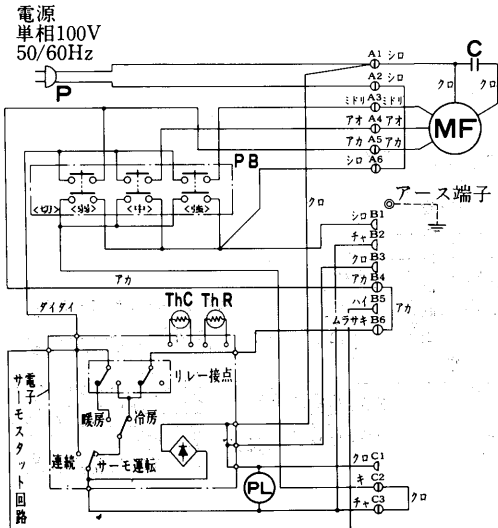 電源
単相100V
50/60Hz
P
A1 シロ
A2 シロ
ミドリ A3 ミドリ
アオ A4 アオ
アカ A5 アカ
シロ A6
C
クロ
クロ
MF
PB
<切> <弱> <中> <強>
クロ
アース端子
シロ B1
チャ B2
クロ B3
アカ B4
ハイ B5
ムラサキ B6
アカ
アカ
ダイダイ
ThC ThR
リレー接点
電子
サーモスタット回路
暖房
冷房
連続
サーモ運転
PL
クロ C1
キ C2
チャ C3
クロ